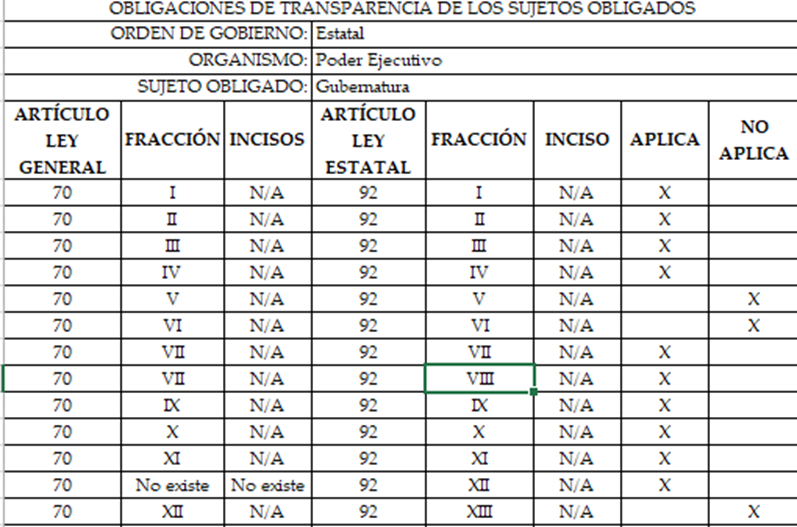 OBLIGACIONES DE TRANSPARENCIA DE LOS SUJETOS OBLIGADOS
ORDEN DE GOBIERNO: Estatal
ORGANISMO: Poder Ejecutivo
SUJETO OBLIGADO: Gubernatura
ARTÍCULO LEY GENERAL FRACCIÓN INCISOS ARTÍCULO LEY ESTATAL FRACCIÓN INCISO APLICA NO APLICA
70 I N/A 92 I N/A X
70 II N/A 92 II N/A X
70 III N/A 92 III N/A X
70 IV N/A 92 IV N/A X
70 V N/A 92 V N/A X
70 VI N/A 92 VI N/A X
70 VII N/A 92 VII N/A X
70 VII N/A 92 VIII N/A X
70 IX N/A 92 IX N/A X
70 X N/A 92 X N/A X
70 XI N/A 92 XI N/A X
70 No existe No existe 92 XII N/A X
70 XII N/A 92 XIII N/A X